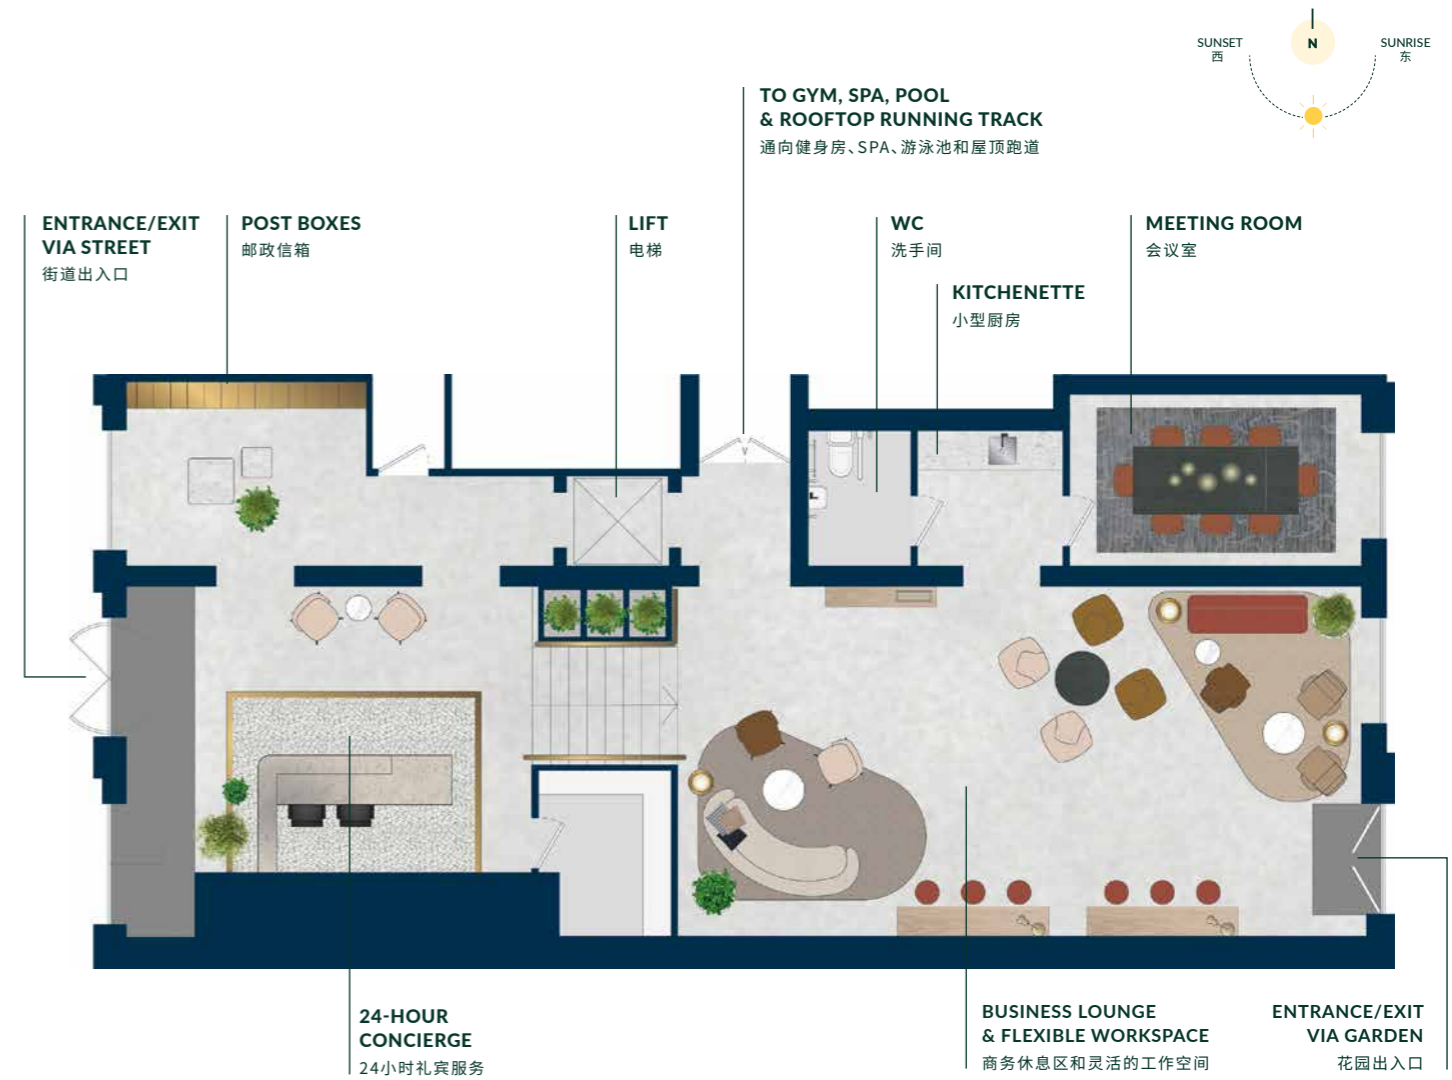 N
SUNSET
西
SUNRISE
东
TO GYM, SPA, POOL
& ROOFTOP RUNNING TRACK
通向健身房、SPA、游泳池和屋顶跑道
ENTRANCE/EXIT
VIA STREET
街道出入口
POST BOXES
邮政信箱
LIFT
电梯
WC
洗手间
KITCHENETTE
小型厨房
MEETING ROOM
会议室
24-HOUR
CONCIERGE
24小时礼宾服务
BUSINESS LOUNGE
& FLEXIBLE WORKSPACE
商务休息区和灵活的工作空间
ENTRANCE/EXIT
VIA GARDEN
花园出入口